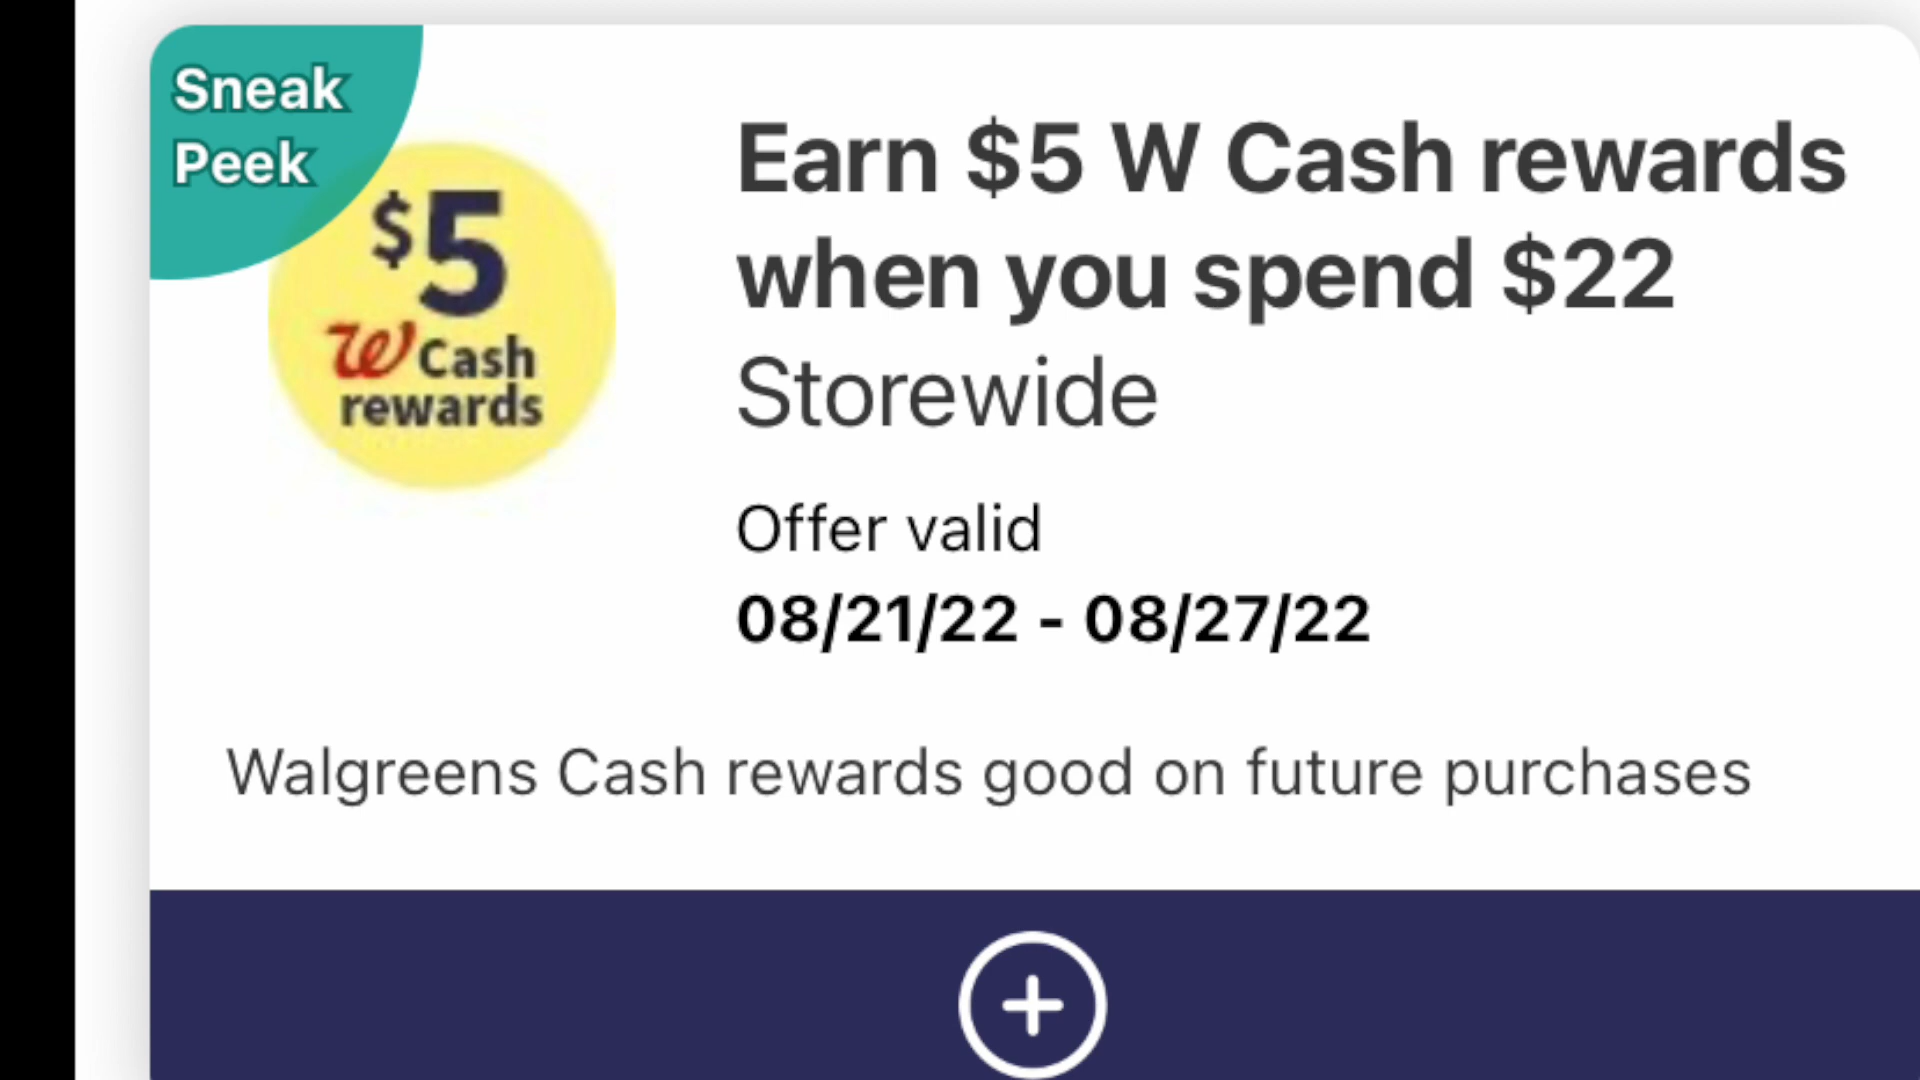 Sneak
Peek
$5
W Cash
rewards
Earn $5 W Cash rewards
when you spend $22
Storewide
Offer valid
08/21/22 - 08/27/22
Walgreens Cash rewards good on future purchases